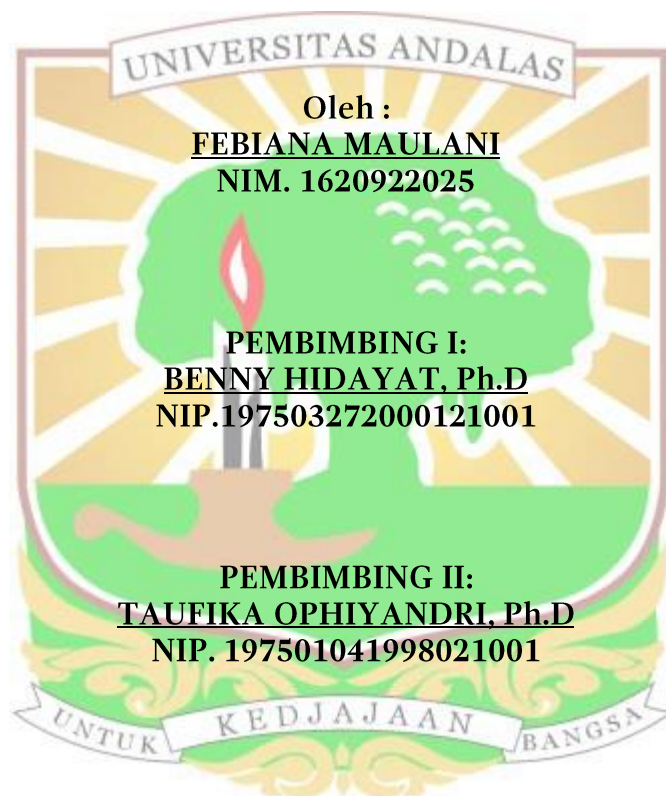 UNIVERSITAS ANDALAS
Oleh :
FEBIANA MAULANI
NIM. 1620922025
PEMBIMBING I:
BENNY HIDAYAT, Ph.D
NIP.197503272000121001
PEMBIMBING II:
TAUFIKA OPHIYANDRI, Ph.D
NIP. 197501041998021001
UNTUK KEDJAJAAN BANGSA